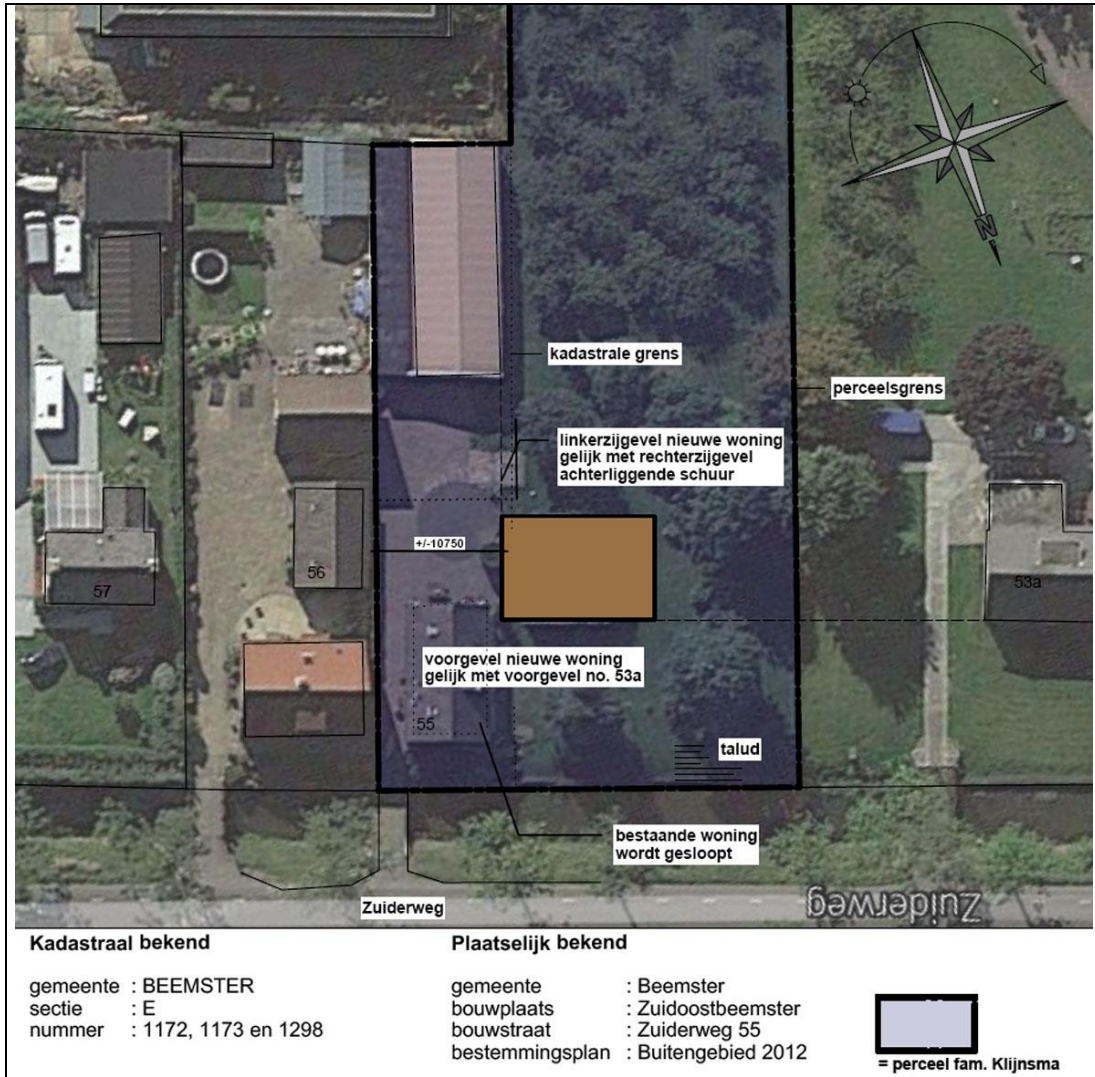 N
kadastrale grens
perceelsgrens
linkerzijgevel nieuwe woning
gelijk met rechterzijgevel
achterliggende schuur
+/-10750
57
56
53a
voorgevel nieuwe woning
gelijk met voorgevel no. 53a
55
talud
bestaande woning
wordt gesloopt
Zuiderweg
Zuiderweg
Kadastraal bekend
gemeente : BEEMSTER
sectie : E
nummer : 1172, 1173 en 1298
Plaatselijk bekend
gemeente : Beemster
bouwplaats : Zuidoostbeemster
bouwstraat : Zuiderweg 55
bestemmingsplan : Buitengebied 2012
= perceel fam. Klijnsma